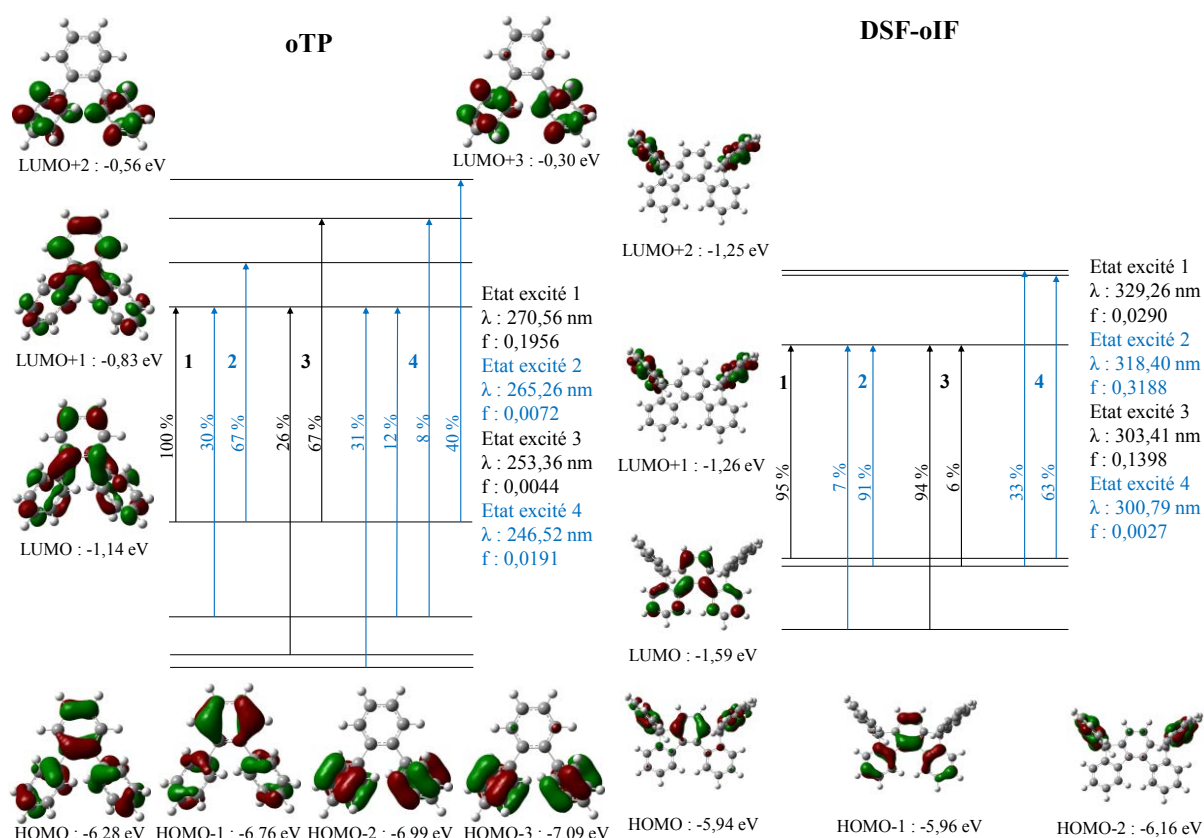 oTP
DSF-oIF
LUMO+2 : -0,56 eV
LUMO+3 : -0,30 eV
LUMO+1 : -0,83 eV
LUMO : -1,14 eV
1
2
3
4
100 %
30 %
67 %
26 %
67 %
31 %
12 %
8 %
40 %
Etat excité 1
λ : 270,56 nm
f : 0,1956
Etat excité 2
λ : 265,26 nm
f : 0,0072
Etat excité 3
λ : 253,36 nm
f : 0,0044
Etat excité 4
λ : 246,52 nm
f : 0,0191
HOMO : -6.28 eV
HOMO-1 : -6.76 eV
HOMO-2 : -6.99 eV
HOMO-3 : -7.09 eV
LUMO+2 : -1,25 eV
LUMO+1 : -1,26 eV
LUMO : -1,59 eV
1
2
3
4
95 %
7 %
91 %
94 %
6 %
33 %
63 %
Etat excité 1
λ : 329,26 nm
f : 0,0290
Etat excité 2
λ : 318,40 nm
f : 0,3188
Etat excité 3
λ : 303,41 nm
f : 0,1398
Etat excité 4
λ : 300,79 nm
f : 0,0027
HOMO : -5,94 eV
HOMO-1 : -5,96 eV
HOMO-2 : -6,16 eV